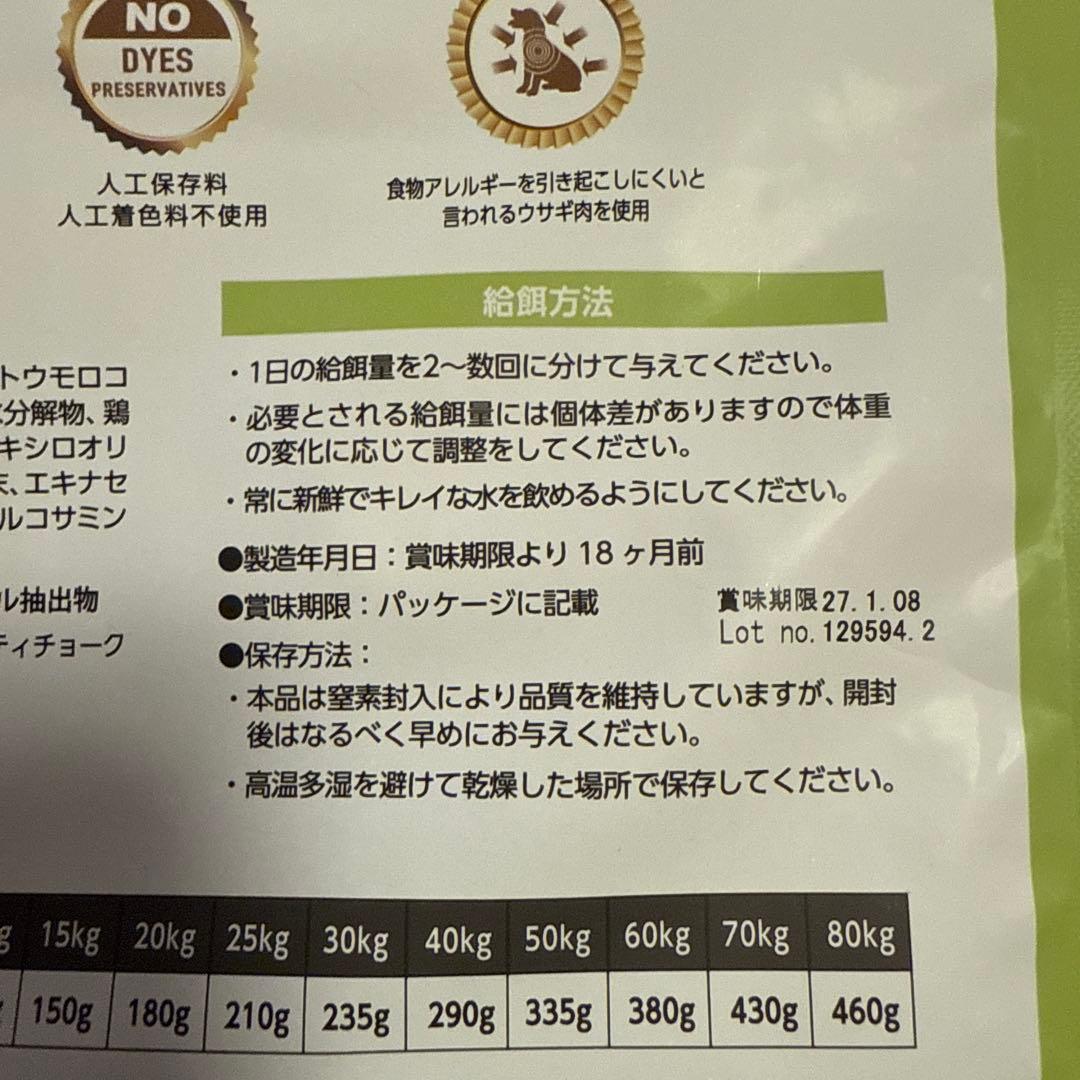 NO
DYES
PRESERVATIVES
人工保存料
人工着色料不使用
食物アレルギーを引き起こしにくいと
言われるウサギ肉を使用
トウモロコ
分解物、鶏
キシロオリ
、エキナセ
ルコサミン
ル抽出物
ティチョーク
給餌方法
・1日の給餌量を2～数回に分けて与えてください。
・必要とされる給餌量には個体差がありますので体重
の変化に応じて調整をしてください。
・常に新鮮でキレイな水を飲めるようにしてください。
●製造年月日：賞味期限より 18 ヶ月前
●賞味期限：パッケージに記載
賞味期限27.1.08
Lot no.129594.2
●保存方法：
・本品は窒素封入により品質を維持していますが、開封
後はなるべく早めにお与えください。
・高温多湿を避けて乾燥した場所で保存してください。
g 15kg 20kg 25kg 30kg 40kg 50kg 60kg 70kg 80kg
150g 180g 210g 235g 290g 335g 380g 430g 460g